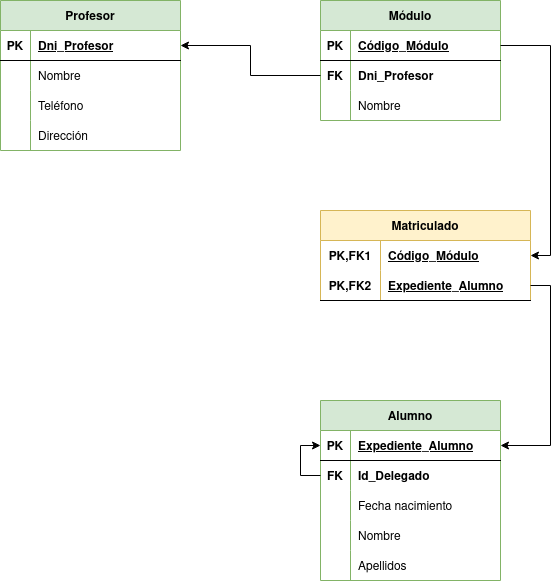 Profesor
PK Dni_Profesor
Nombre
Teléfono
Dirección
Módulo
PK Código_Módulo
FK Dni_Profesor
Nombre
Matriculado
PK,FK1 Código_Módulo
PK,FK2 Expediente_Alumno
Alumno
PK Expediente_Alumno
FK Id_Delegado
Fecha nacimiento
Nombre
Apellidos